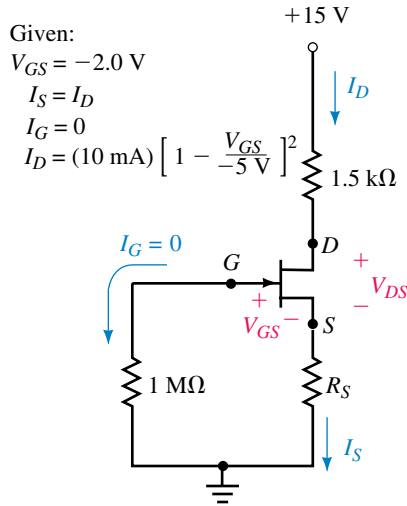 +15 V
Given:
V_GS = −2.0 V
I_S = I_D
I_G = 0
I_D = (10 mA) [ 1 − V_GS / −5 V ]²
I_D
1.5 kΩ
I_G = 0
G
D
+
V_DS
−
+
V_GS −
S
1 MΩ
R_S
I_S